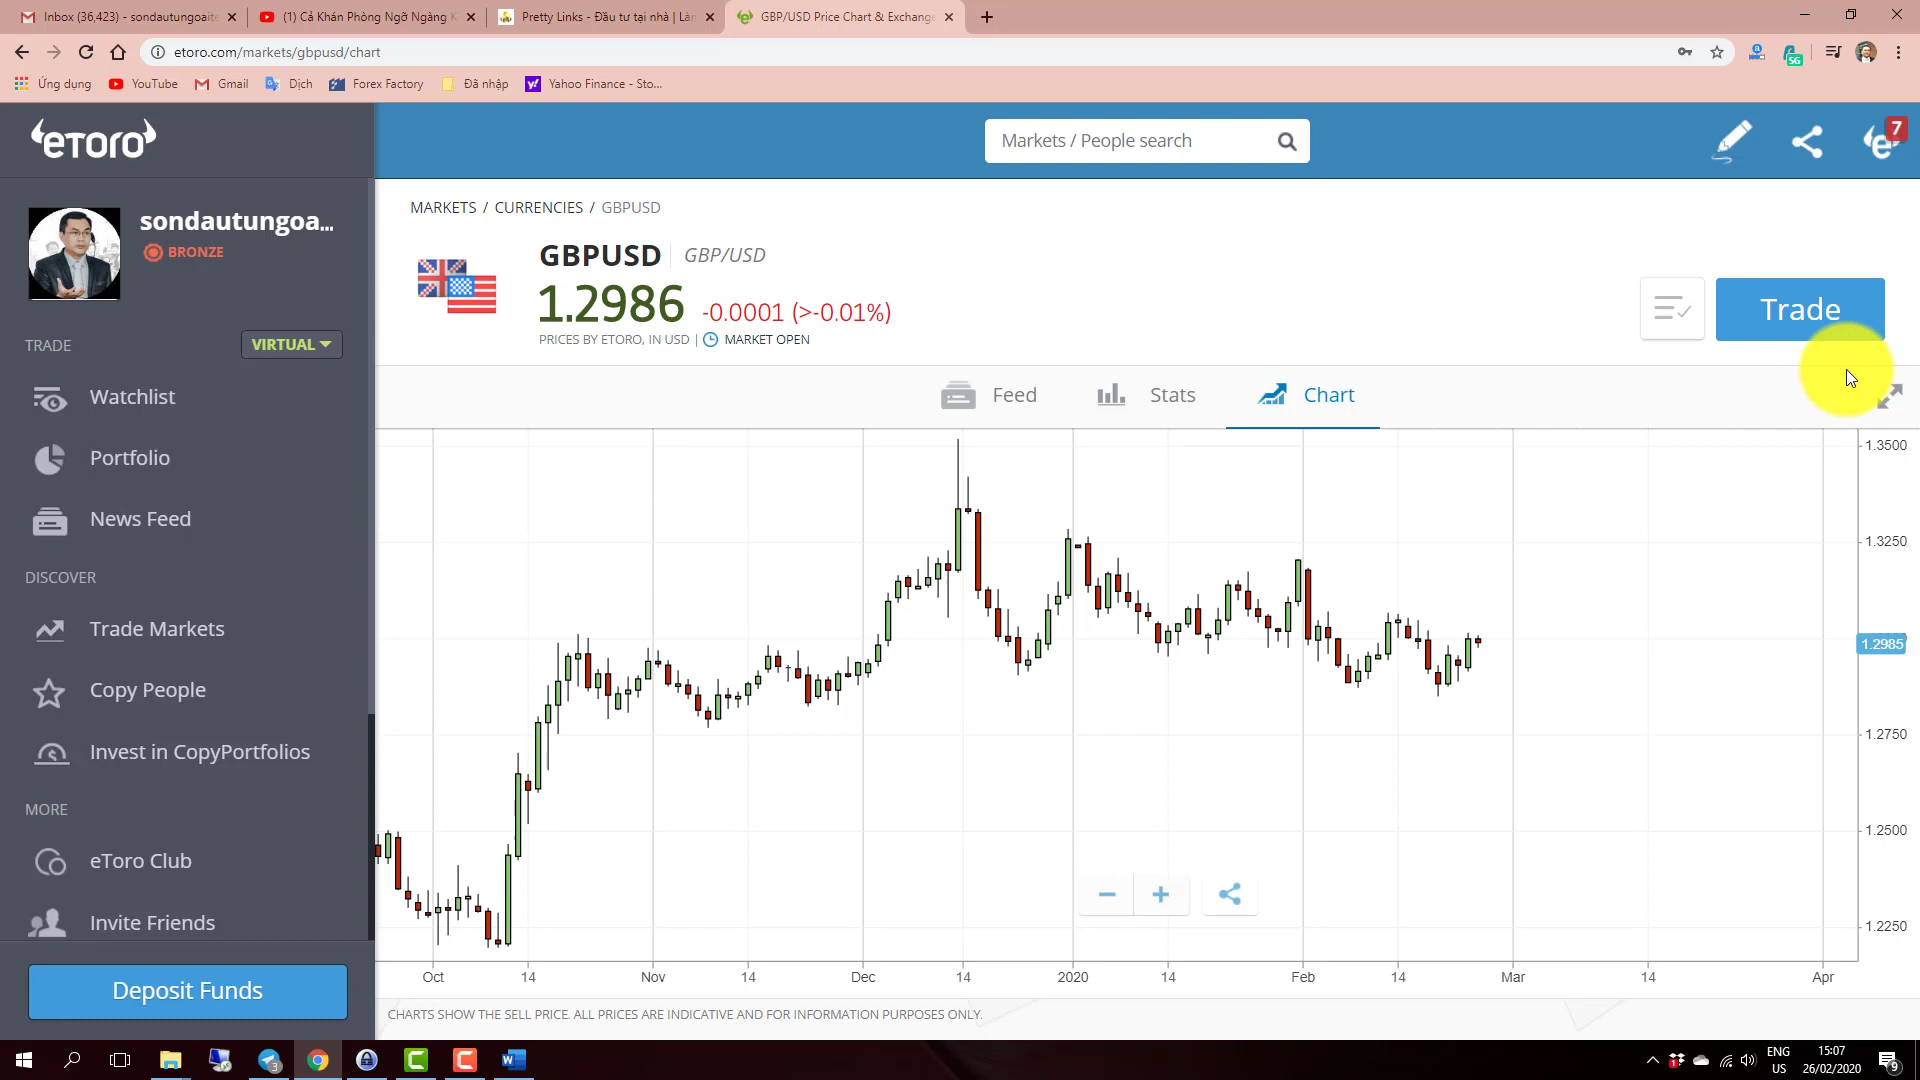 Inbox (36,423) - sondautungoaite
(1) Cả Khán Phòng Ngỡ Ngàng K
Pretty Links - Đầu tư tại nhà | Làn
GBP/USD Price Chart & Exchange
etoro.com/markets/gbpusd/chart
SG
Ứng dụng
YouTube
Gmail
Dịch
Forex Factory
Đã nhập
Yahoo Finance - Sto...
eTORO
Markets / People search
7
sondautungoa...
BRONZE
MARKETS / CURRENCIES / GBPUSD
GBPUSD GBP/USD
1.2986 -0.0001 (>-0.01%)
PRICES BY ETORO, IN USD | MARKET OPEN
Trade
TRADE
VIRTUAL
Watchlist
Portfolio
News Feed
DISCOVER
Trade Markets
Copy People
Invest in CopyPortfolios
MORE
eToro Club
Invite Friends
Deposit Funds
Feed
Stats
Chart
1.3500
1.3250
1.2985
1.2750
1.2500
1.2250
Oct 14 Nov 14 Dec 14 2020 14 Feb 14 Mar 14 Apr
CHARTS SHOW THE SELL PRICE. ALL PRICES ARE INDICATIVE AND FOR INFORMATION PURPOSES ONLY.
3
1
ENG
US
15:07
26/02/2020
9